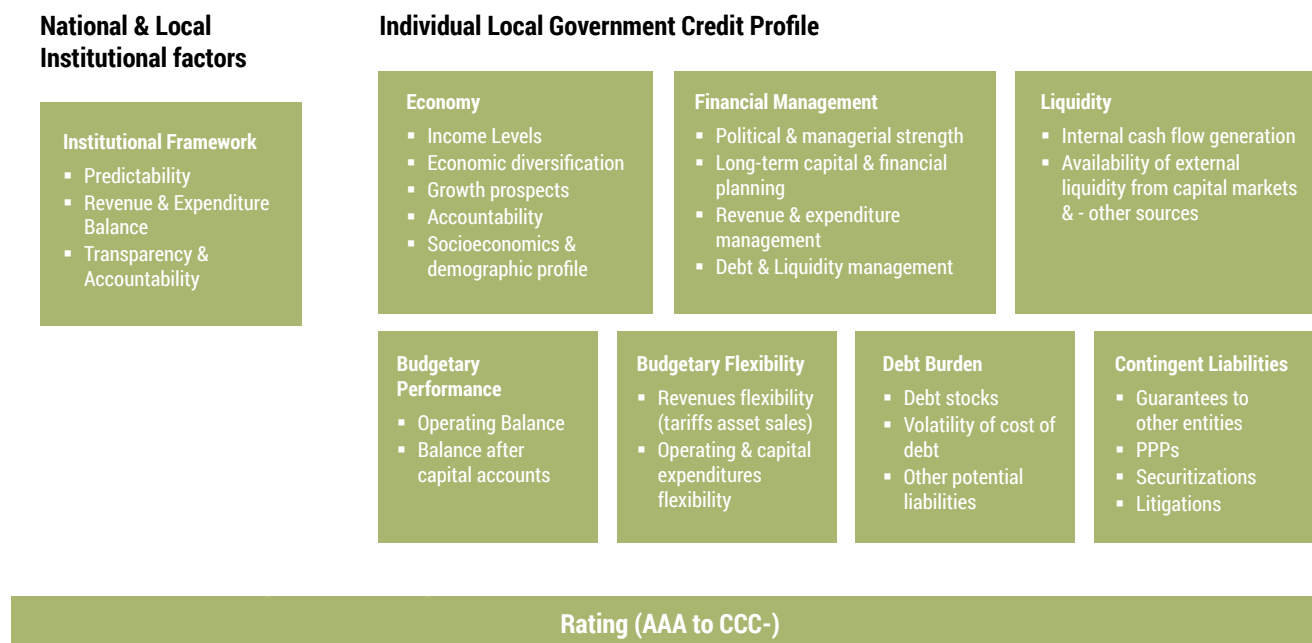 National & Local
Institutional factors
Individual Local Government Credit Profile
Institutional Framework
▪ Predictability
▪ Revenue & Expenditure
Balance
▪ Transparency &
Accountability
Economy
▪ Income Levels
▪ Economic diversification
▪ Growth prospects
▪ Accountability
▪ Socioeconomics &
demographic profile
Financial Management
▪ Political & managerial strength
▪ Long-term capital & financial
planning
▪ Revenue & expenditure
management
▪ Debt & Liquidity management
Liquidity
▪ Internal cash flow generation
▪ Availability of external
liquidity from capital markets
& - other sources
Budgetary
Performance
▪ Operating Balance
▪ Balance after
capital accounts
Budgetary Flexibility
▪ Revenues flexibility
(tariffs asset sales)
▪ Operating & capital
expenditures
flexibility
Debt Burden
▪ Debt stocks
▪ Volatility of cost of
debt
▪ Other potential
liabilities
Contingent Liabilities
▪ Guarantees to
other entities
▪ PPPs
▪ Securitizations
▪ Litigations
Rating (AAA to CCC-)